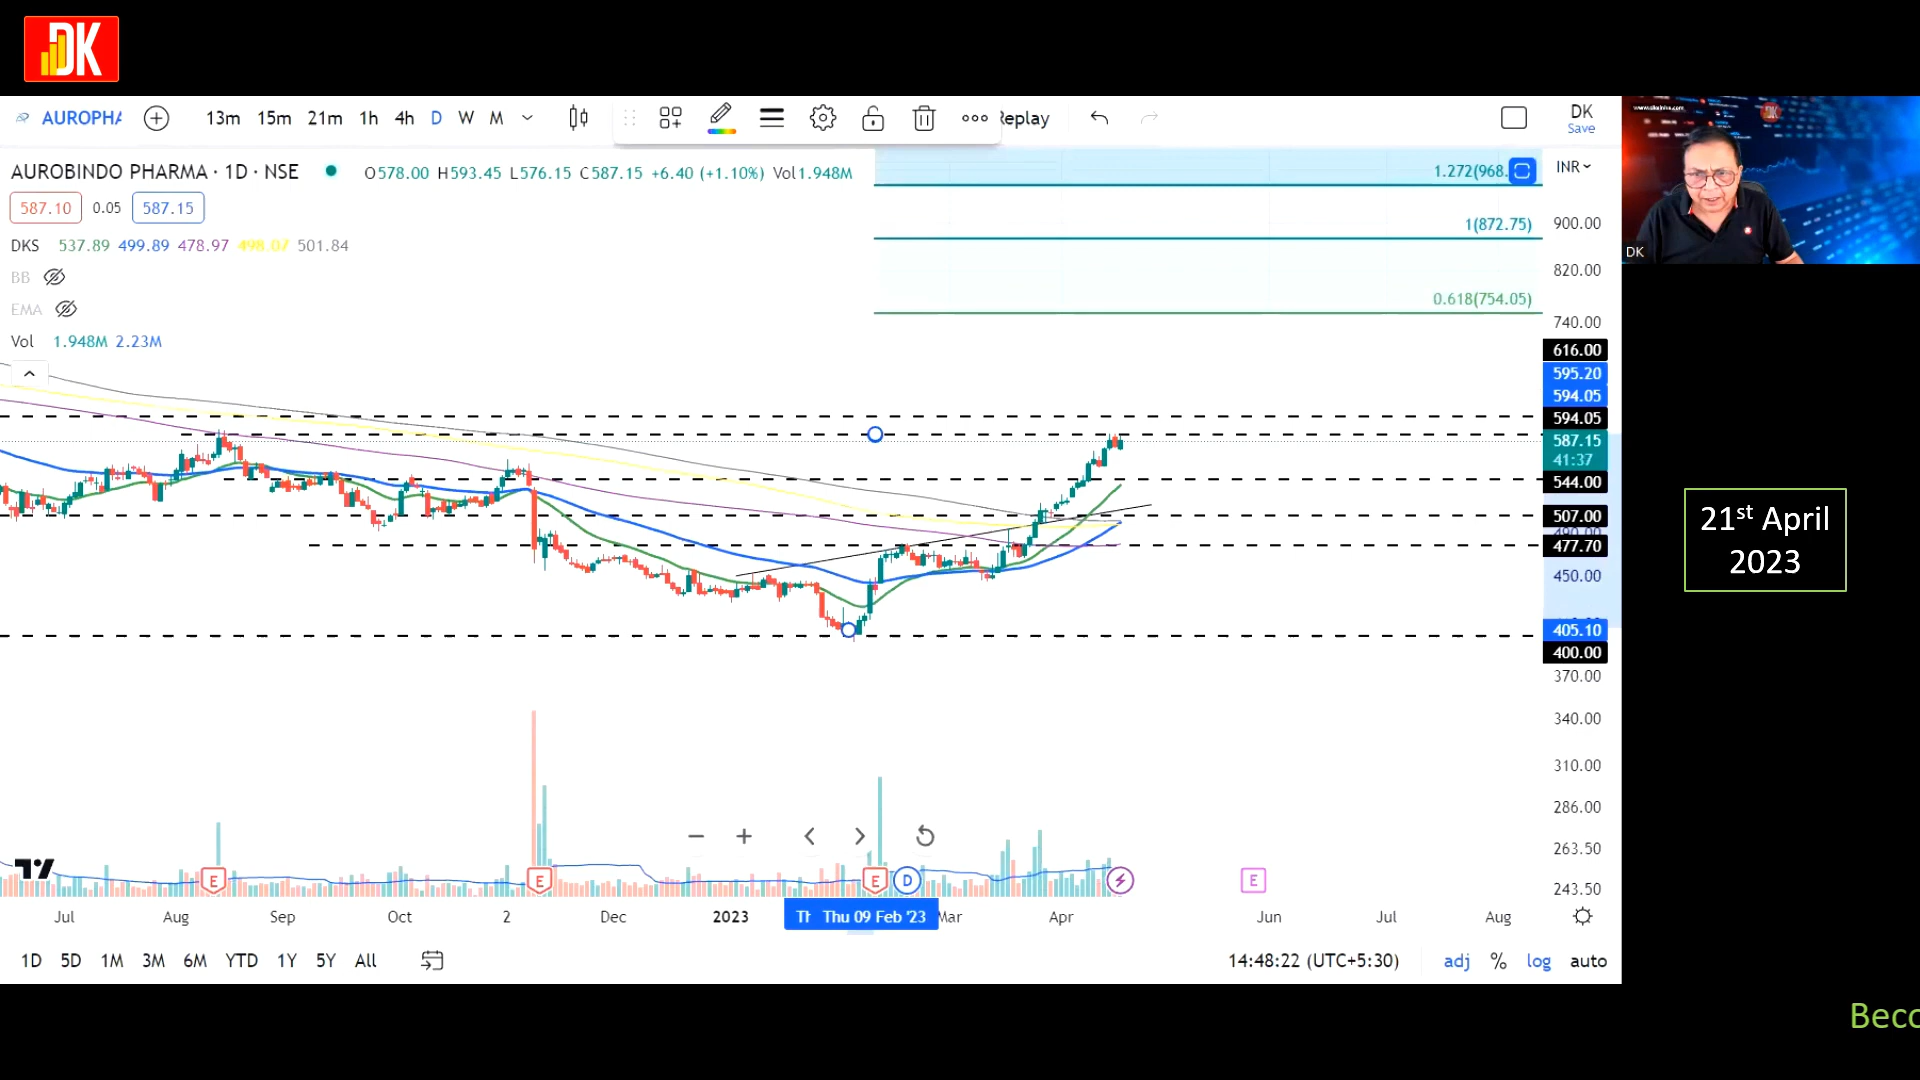 DK
AUROPHA
13m 15m 21m 1h 4h D W M
Replay
DK
Save
AUROBINDO PHARMA · 1D · NSE
O578.00 H593.45 L576.15 C587.15 +6.40 (+1.10%) Vol1.948M
587.10 0.05 587.15
DKS 537.89 499.89 478.97 498.07 501.84
BB
EMA
Vol 1.948M 2.23M
1.272(968.
1(872.75)
0.618(754.05)
INR
900.00
820.00
740.00
616.00
595.20
594.05
594.05
587.15
41:37
544.00
507.00
477.70
450.00
405.10
400.00
370.00
340.00
310.00
286.00
263.50
243.50
E E E D E
Jul Aug Sep Oct 2 Dec 2023 Thu 09 Feb '23 Mar Apr Jun Jul Aug
1D 5D 1M 3M 6M YTD 1Y 5Y All
14:48:22 (UTC+5:30) adj % log auto
DK
21st April
2023
Beco